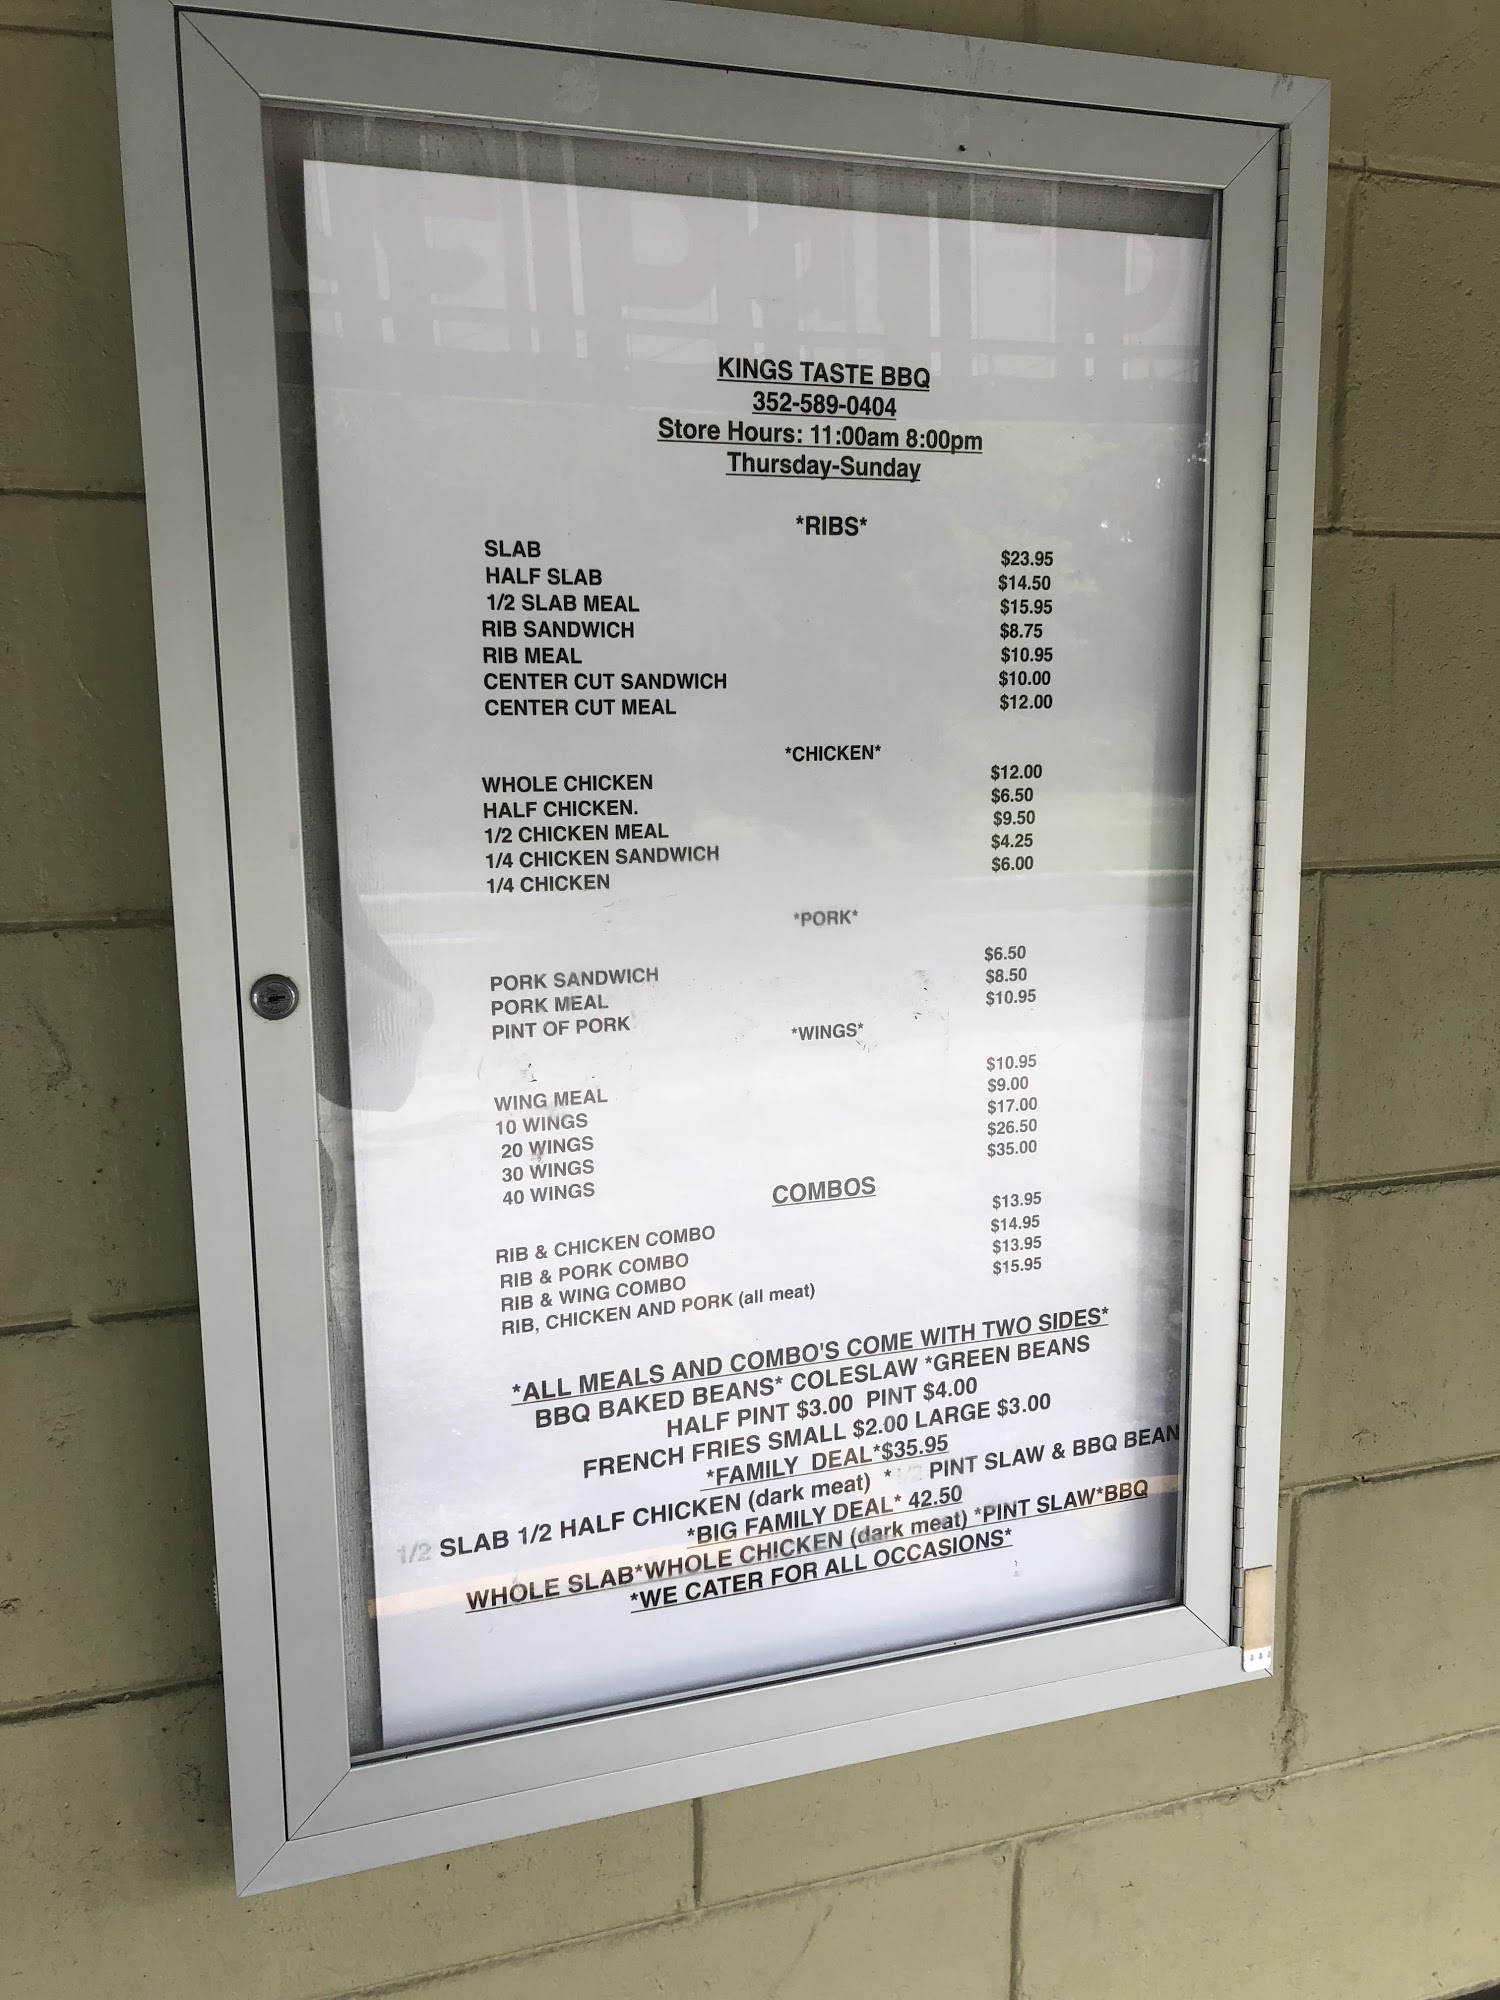 KINGS TASTE BBQ
352-589-0404
Store Hours: 11:00am 8:00pm
Thursday-Sunday
*RIBS*
SLAB $23.95
HALF SLAB $14.50
1/2 SLAB MEAL $15.95
RIB SANDWICH $8.75
RIB MEAL $10.95
CENTER CUT SANDWICH $10.00
CENTER CUT MEAL $12.00
*CHICKEN*
WHOLE CHICKEN $12.00
HALF CHICKEN. $6.50
1/2 CHICKEN MEAL $9.50
1/4 CHICKEN SANDWICH $4.25
1/4 CHICKEN $6.00
*PORK*
PORK SANDWICH $6.50
PORK MEAL $8.50
PINT OF PORK $10.95
*WINGS*
WING MEAL $10.95
10 WINGS $9.00
20 WINGS $17.00
30 WINGS $26.50
40 WINGS $35.00
COMBOS
RIB & CHICKEN COMBO $13.95
RIB & PORK COMBO $14.95
RIB & WING COMBO $13.95
RIB, CHICKEN AND PORK (all meat) $15.95
*ALL MEALS AND COMBO'S COME WITH TWO SIDES*
BBQ BAKED BEANS* COLESLAW *GREEN BEANS
HALF PINT $3.00 PINT $4.00
FRENCH FRIES SMALL $2.00 LARGE $3.00
*FAMILY DEAL*$35.95
1/2 SLAB 1/2 HALF CHICKEN (dark meat) * 1/2 PINT SLAW & BBQ BEAN
*BIG FAMILY DEAL* 42.50
WHOLE SLAB*WHOLE CHICKEN (dark meat) *PINT SLAW*BBQ
*WE CATER FOR ALL OCCASIONS*